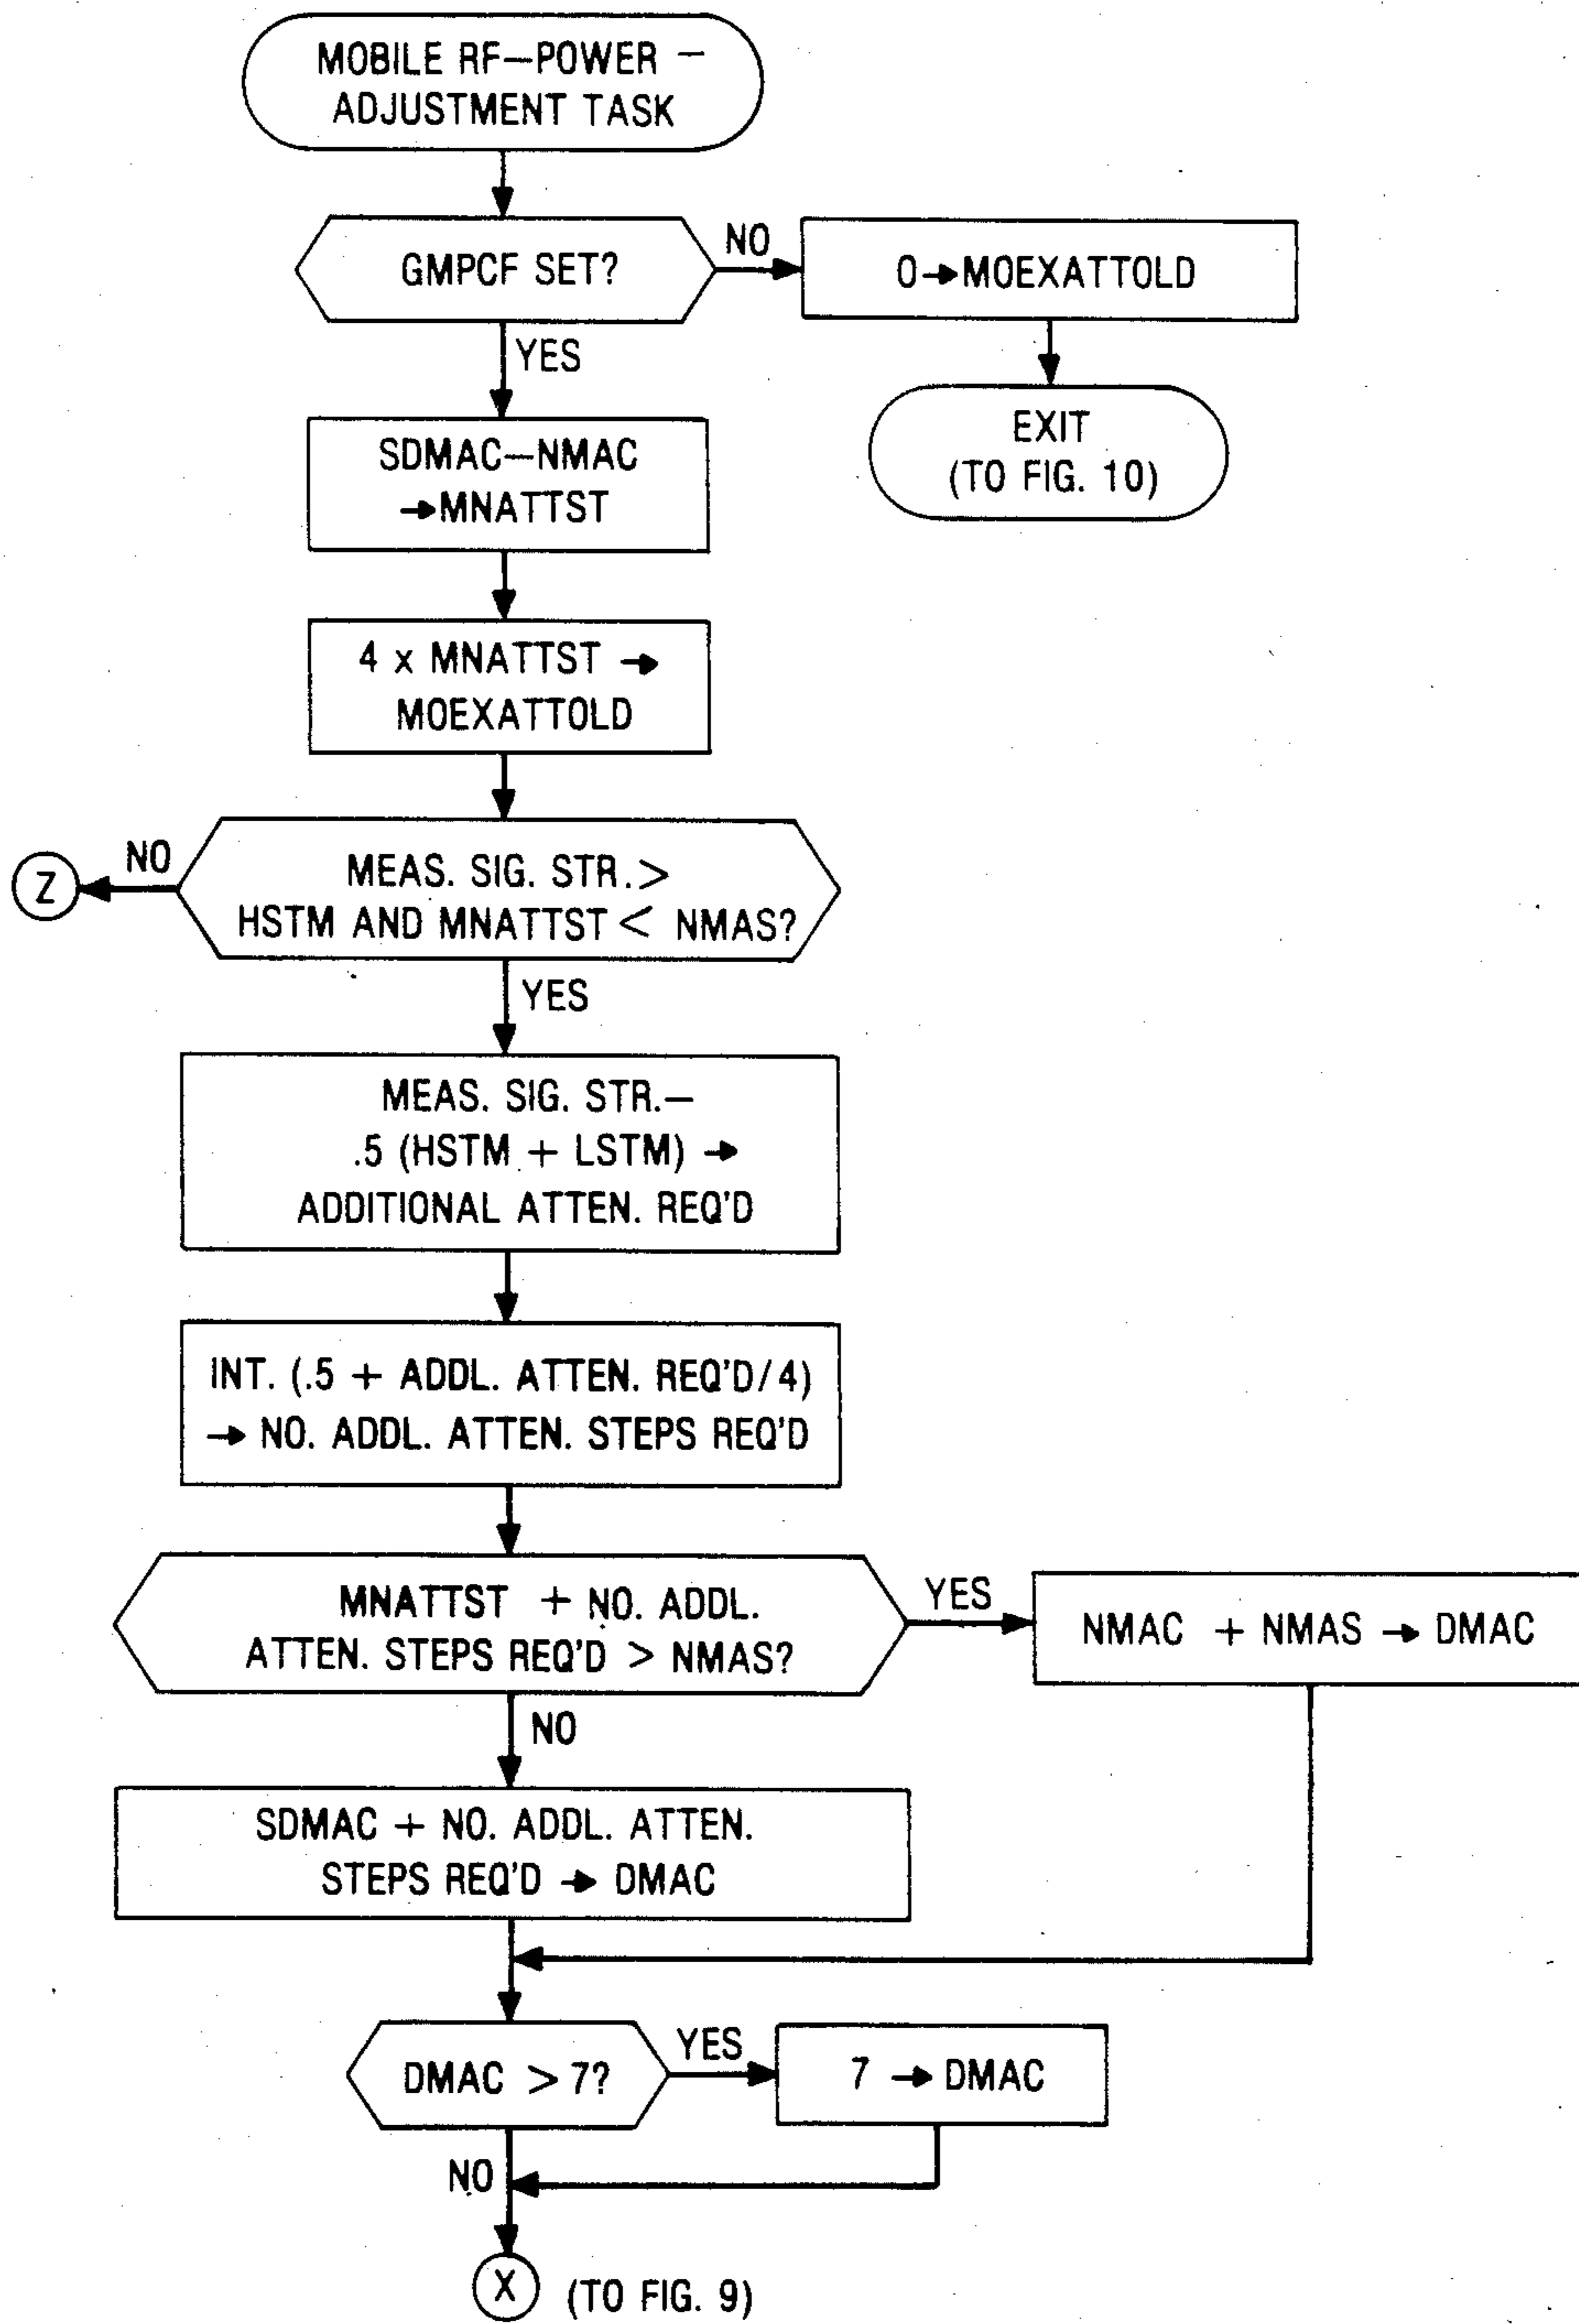 MOBILE RF-POWER -
ADJUSTMENT TASK
GMPCF SET?
NO
0→MOEXATTOLD
YES
EXIT
(TO FIG. 10)
SDMAC-NMAC
→MNATTST
4 x MNATTST →
MOEXATTOLD
NO
Z
MEAS. SIG. STR.>
HSTM AND MNATTST < NMAS?
YES
MEAS. SIG. STR.-
.5 (HSTM + LSTM) →
ADDITIONAL ATTEN. REQ'D
INT. (.5 + ADDL. ATTEN. REQ'D/4)
→ NO. ADDL. ATTEN. STEPS REQ'D
MNATTST + NO. ADDL.
ATTEN. STEPS REQ'D > NMAS?
YES
NMAC + NMAS → DMAC
NO
SDMAC + NO. ADDL. ATTEN.
STEPS REQ'D → DMAC
DMAC > 7?
YES
7 → DMAC
NO
X
(TO FIG. 9)